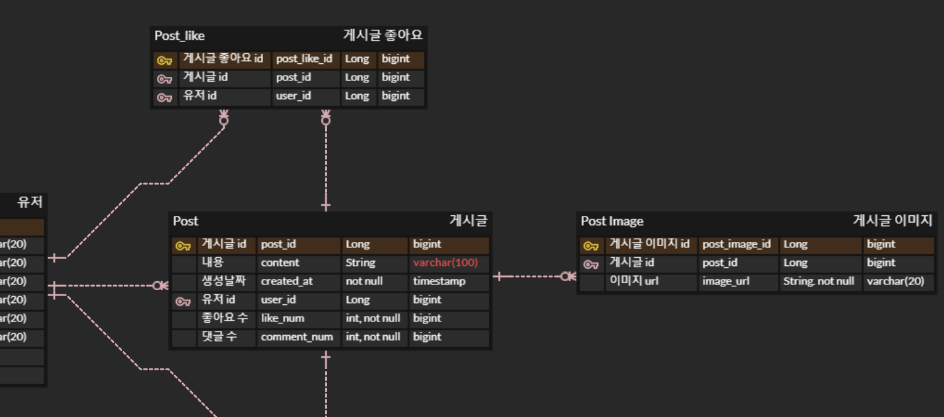 Post_like 게시글 좋아요
게시글 좋아요 id post_like_id Long bigint
게시글 id post_id Long bigint
유저 id user_id Long bigint
유저
ar(20)
ar(20)
ar(20)
ar(20)
ar(20)
ar(20)
Post 게시글
게시글 id post_id Long bigint
내용 content String varchar(100)
생성날짜 created_at not null timestamp
유저 id user_id Long bigint
좋아요 수 like_num int, not null bigint
댓글 수 comment_num int, not null bigint
Post Image 게시글 이미지
게시글 이미지 id post_image_id Long bigint
게시글 id post_id Long bigint
이미지 url image_url String. not null varchar(20)